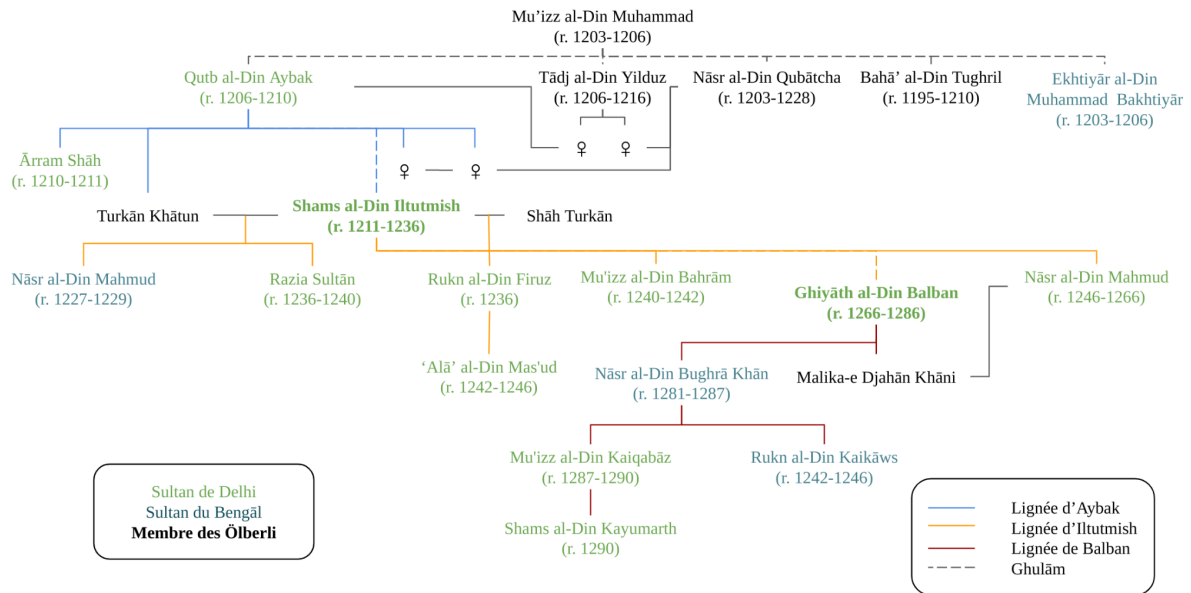 Mu’izz al-Din Muhammad
(r. 1203-1206)
Qutb al-Din Aybak
(r. 1206-1210)
Tādj al-Din Yilduz
(r. 1206-1216)
Nāsr al-Din Qubātcha
(r. 1203-1228)
Bahā’ al-Din Tughril
(r. 1195-1210)
Ekhtiyār al-Din
Muhammad Bakhtiyār
(r. 1203-1206)
♀ ♀
Ārram Shāh
(r. 1210-1211)
♀ ♀
Turkān Khātun
Shams al-Din Iltutmish
(r. 1211-1236)
Shāh Turkān
Nāsr al-Din Mahmud
(r. 1227-1229)
Razia Sultān
(r. 1236-1240)
Rukn al-Din Firuz
(r. 1236)
Mu'izz al-Din Bahrām
(r. 1240-1242)
Ghiyāth al-Din Balban
(r. 1266-1286)
Nāsr al-Din Mahmud
(r. 1246-1266)
‘Alā’ al-Din Mas'ud
(r. 1242-1246)
Nāsr al-Din Bughrā Khān
(r. 1281-1287)
Malika-e Djahān Khāni
Mu'izz al-Din Kaiqabāz
(r. 1287-1290)
Rukn al-Din Kaikāws
(r. 1242-1246)
Shams al-Din Kayumarth
(r. 1290)
Sultan de Delhi
Sultan du Bengāl
Membre des Ölberli
Lignée d’Aybak
Lignée d’Iltutmish
Lignée de Balban
Ghulām